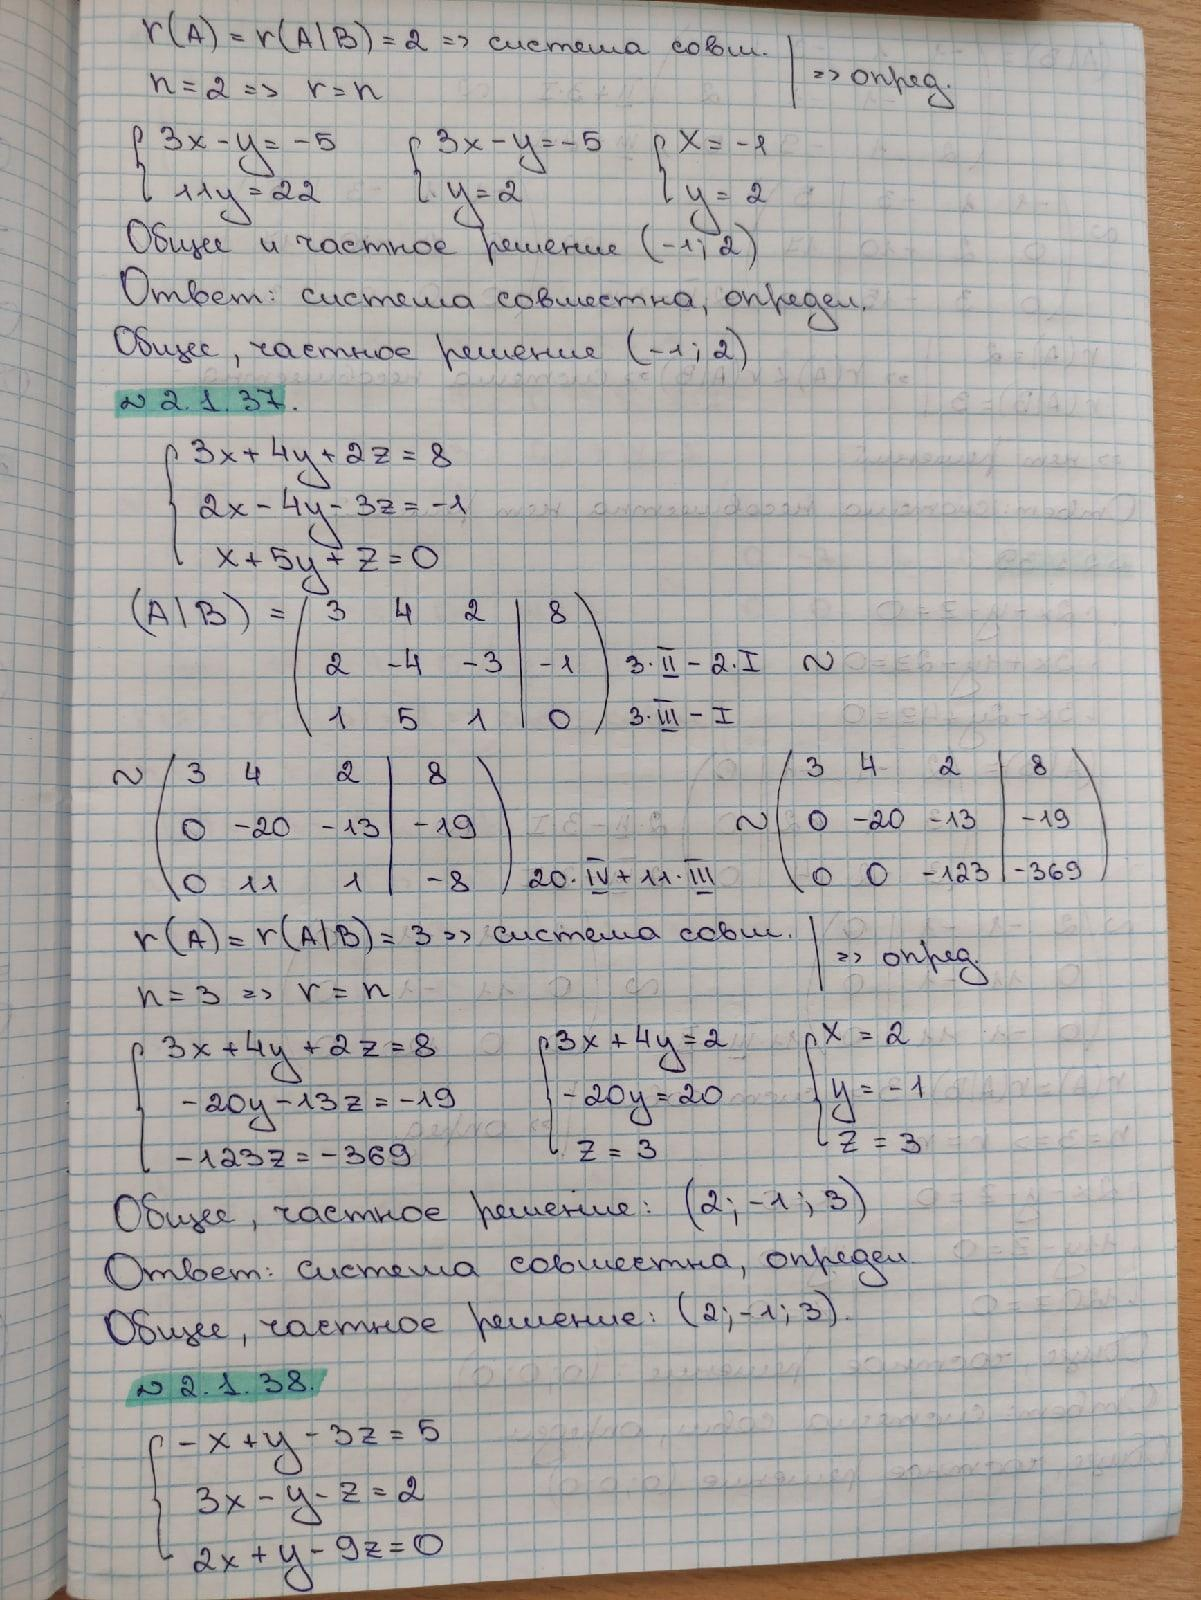 r(A) = r(A|B) = 2 => система совм.
=> опред.
n = 2 => r = n
3x - y = -5   3x - y = -5   x = -1
11y = 22   y = 2   y = 2
Общее и частное решение (-1; 2)
Ответ: система совместна, определ.
Общее, частное решение (-1; 2)
~ 2.1.37.
3x + 4y + 2z = 8
2x - 4y - 3z = -1
x + 5y + z = 0
(A|B) = 3 4 2 | 8
2 -4 -3 | -1   3·II - 2·I ~
1 5 1 | 0   3·III - I
~ 3 4 2 | 8   3 4 2 | 8
0 -20 -13 | -19   ~ 0 -20 -13 | -19
0 11 1 | -8   20·IV + 11·III   0 0 -123 | -369
r(A) = r(A|B) = 3 => система совм.
=> опред.
n = 3 => r = n
3x + 4y + 2z = 8   3x + 4y = 2   x = 2
-20y - 13z = -19   -20y = 20   y = -1
-123z = -369   z = 3   z = 3
Общее, частное решение: (2; -1; 3)
Ответ: система совместна, определ.
Общее, частное решение: (2; -1; 3).
~ 2.1.38.
-x + y - 3z = 5
3x - y - z = 2
2x + y - 9z = 0